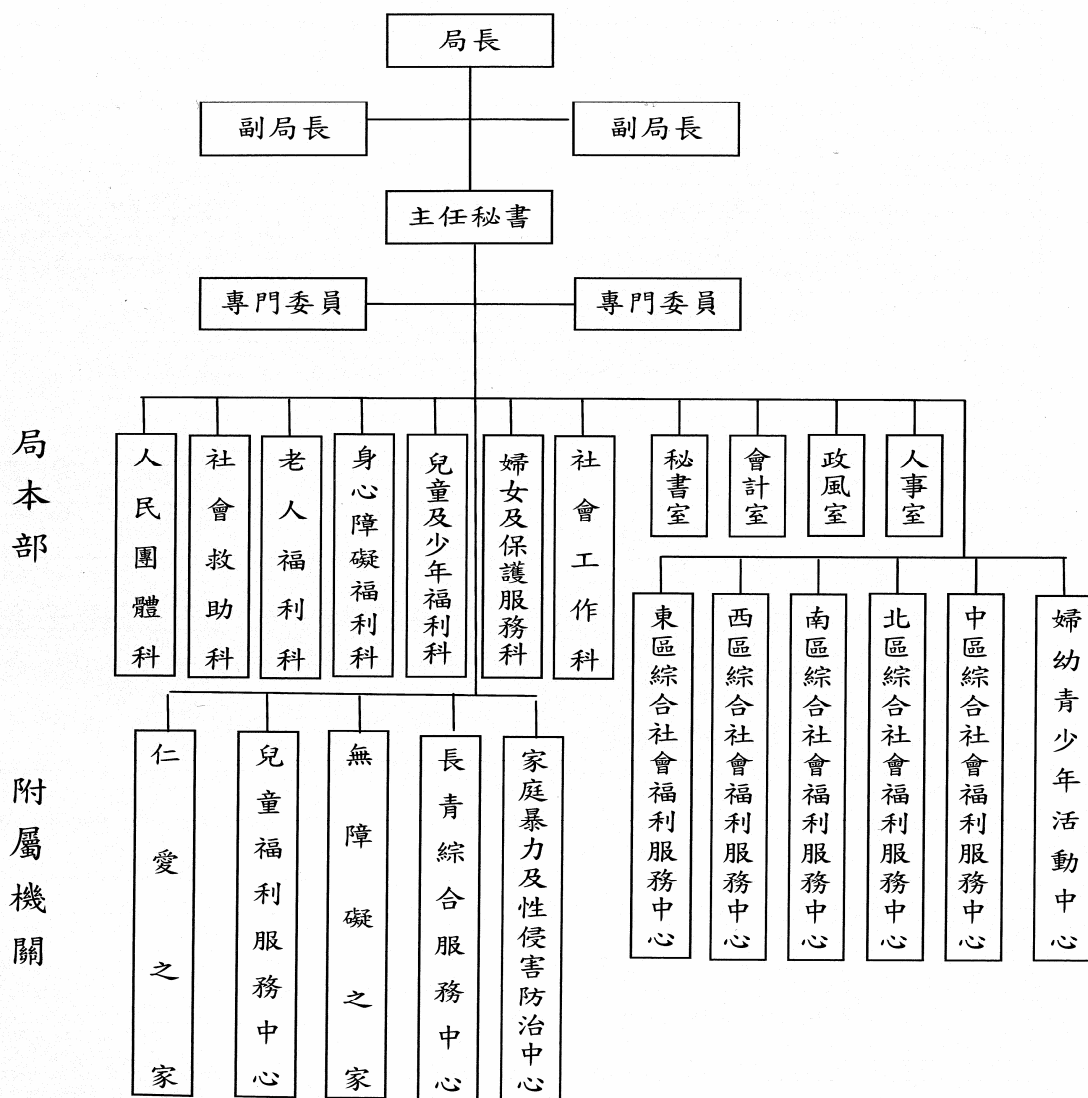 局長
副局長
副局長
主任秘書
專門委員
專門委員
局本部
人民團體科
社會救助科
老人福利科
身心障礙福利科
兒童及少年福利科
婦女及保護服務科
社會工作科
秘書室
會計室
政風室
人事室
東區綜合社會福利服務中心
西區綜合社會福利服務中心
南區綜合社會福利服務中心
北區綜合社會福利服務中心
中區綜合社會福利服務中心
婦幼青少年活動中心
附屬機關
仁愛之家
兒童福利服務中心
無障礙之家
長青綜合服務中心
家庭暴力及性侵害防治中心